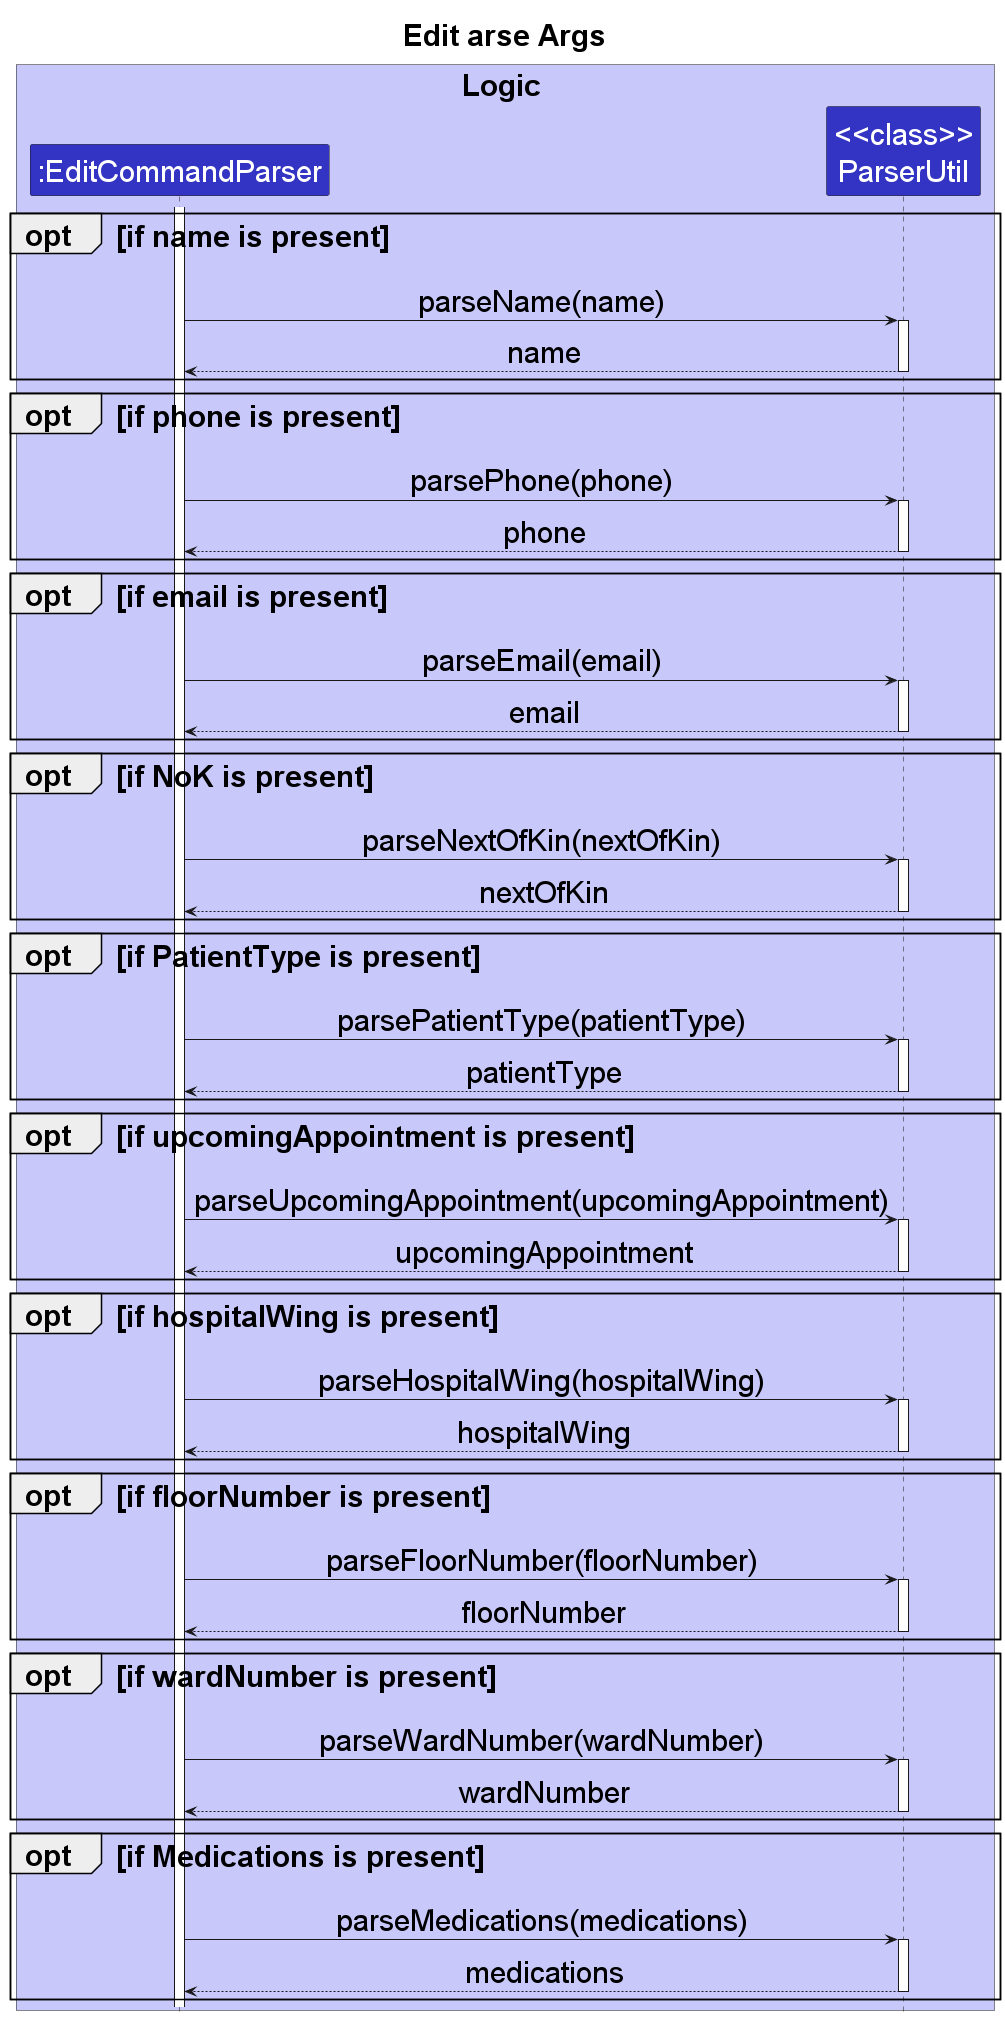 Edit arse Args
Logic
<<class>>
:EditCommandParser
ParserUtil
opt [if name is present]
parseName(name)
name
opt [if phone is present]
parsePhone(phone)
phone
opt [if email is present]
parseEmail(email)
email
opt [if NoK is present]
parseNextOfKin(nextOfKin)
nextOfKin
opt [if PatientType is present]
parsePatientType(patientType)
patientType
opt [if upcomingAppointment is present]
parseUpcomingAppointment(upcomingAppointment)
upcomingAppointment
opt [if hospitalWing is present]
parseHospitalWing(hospitalWing)
hospitalWing
opt [if floorNumber is present]
parseFloorNumber(floorNumber)
floorNumber
opt [if wardNumber is present]
parseWardNumber(wardNumber)
wardNumber
opt [if Medications is present]
parseMedications(medications)
medications